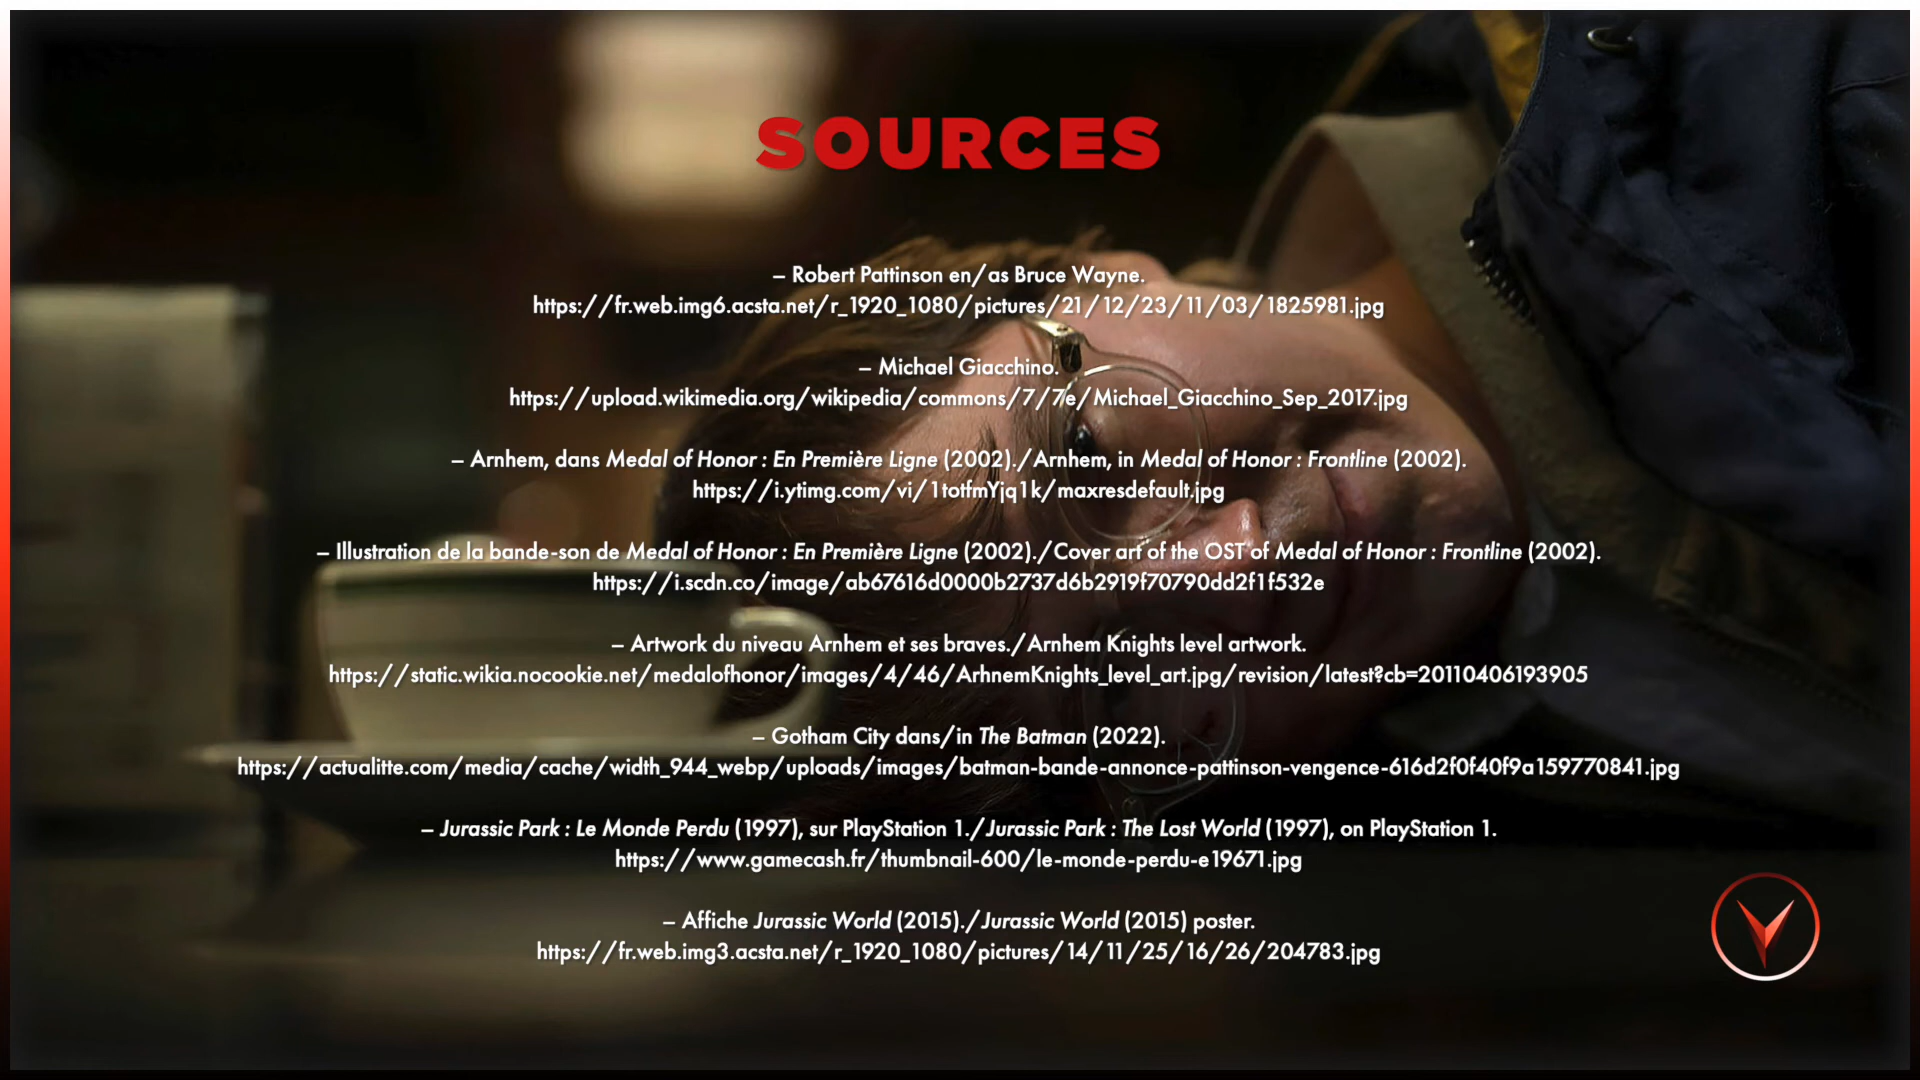 SOURCES
– Robert Pattinson en/as Bruce Wayne.
https://fr.web.img6.acsta.net/r_1920_1080/pictures/21/12/23/11/03/1825981.jpg
– Michael Giacchino.
https://upload.wikimedia.org/wikipedia/commons/7/7e/Michael_Giacchino_Sep_2017.jpg
– Arnhem, dans Medal of Honor : En Première Ligne (2002)./Arnhem, in Medal of Honor : Frontline (2002).
https://i.ytimg.com/vi/1totfmYjq1k/maxresdefault.jpg
– Illustration de la bande-son de Medal of Honor : En Première Ligne (2002)./Cover art of the OST of Medal of Honor : Frontline (2002).
https://i.scdn.co/image/ab67616d0000b2737d6b2919f70790dd2f1f532e
– Artwork du niveau Arnhem et ses braves./Arnhem Knights level artwork.
https://static.wikia.nocookie.net/medalofhonor/images/4/46/ArhnemKnights_level_art.jpg/revision/latest?cb=20110406193905
– Gotham City dans/in The Batman (2022).
https://actualitte.com/media/cache/width_944_webp/uploads/images/batman-bande-annonce-pattinson-vengence-616d2f0f40f9a159770841.jpg
– Jurassic Park : Le Monde Perdu (1997), sur PlayStation 1./Jurassic Park : The Lost World (1997), on PlayStation 1.
https://www.gamecash.fr/thumbnail-600/le-monde-perdu-e19671.jpg
– Affiche Jurassic World (2015)./Jurassic World (2015) poster.
https://fr.web.img3.acsta.net/r_1920_1080/pictures/14/11/25/16/26/204783.jpg